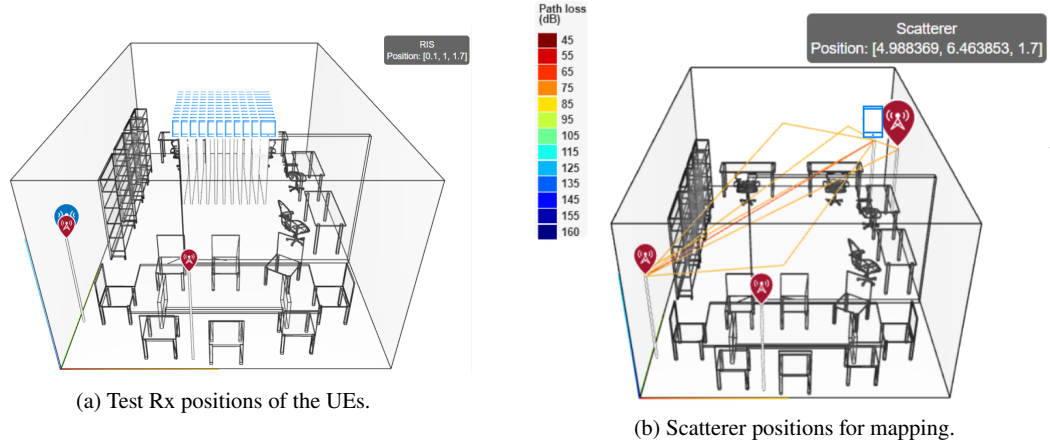 RIS
Position: [0.1, 1, 1.7]
(a) Test Rx positions of the UEs.
Path loss
(dB)
45
55
65
75
85
95
105
115
125
135
145
155
160
Scatterer
Position: [4.988369, 6.463853, 1.7]
(b) Scatterer positions for mapping.